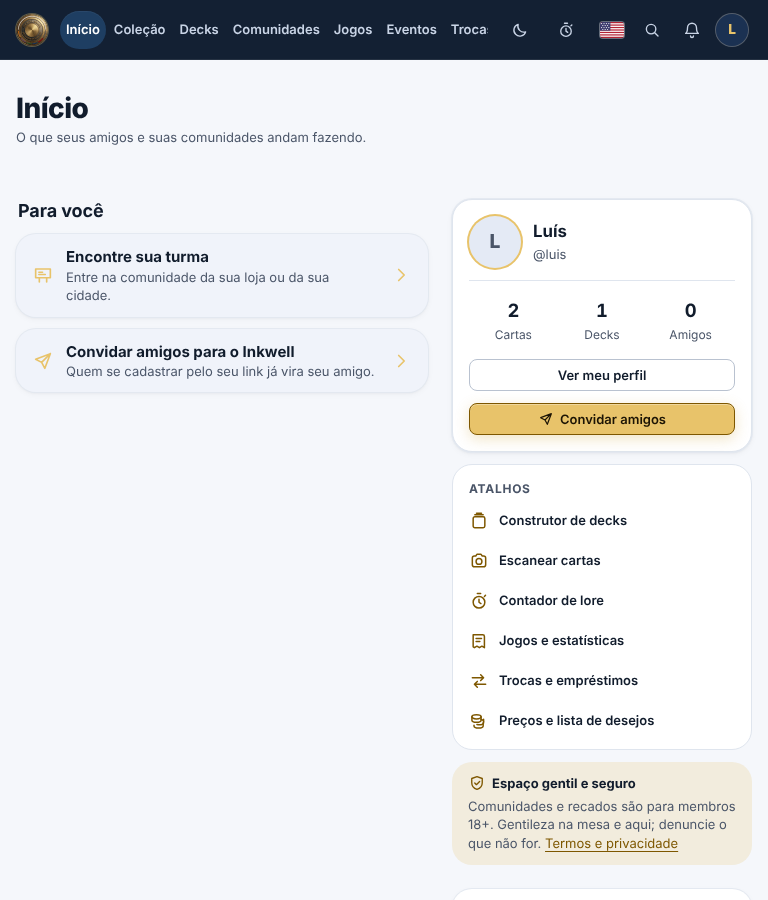 Início
Coleção
Decks
Comunidades
Jogos
Eventos
L
Início
O que seus amigos e suas comunidades andam fazendo.
Para você
Encontre sua turma
Entre na comunidade da sua loja ou da sua
cidade.
Convidar amigos para o Inkwell
Quem se cadastrar pelo seu link já vira seu amigo.
L
Luís
@luis
2
1
0
Cartas
Decks
Amigos
Ver meu perfil
Convidar amigos
ATALHOS
Construtor de decks
Escanear cartas
Contador de lore
Jogos e estatísticas
Trocas e empréstimos
Preços e lista de desejos
Espaço gentil e seguro
Comunidades e recados são para membros
18+. Gentileza na mesa e aqui; denuncie o
que não for. Termos e privacidade